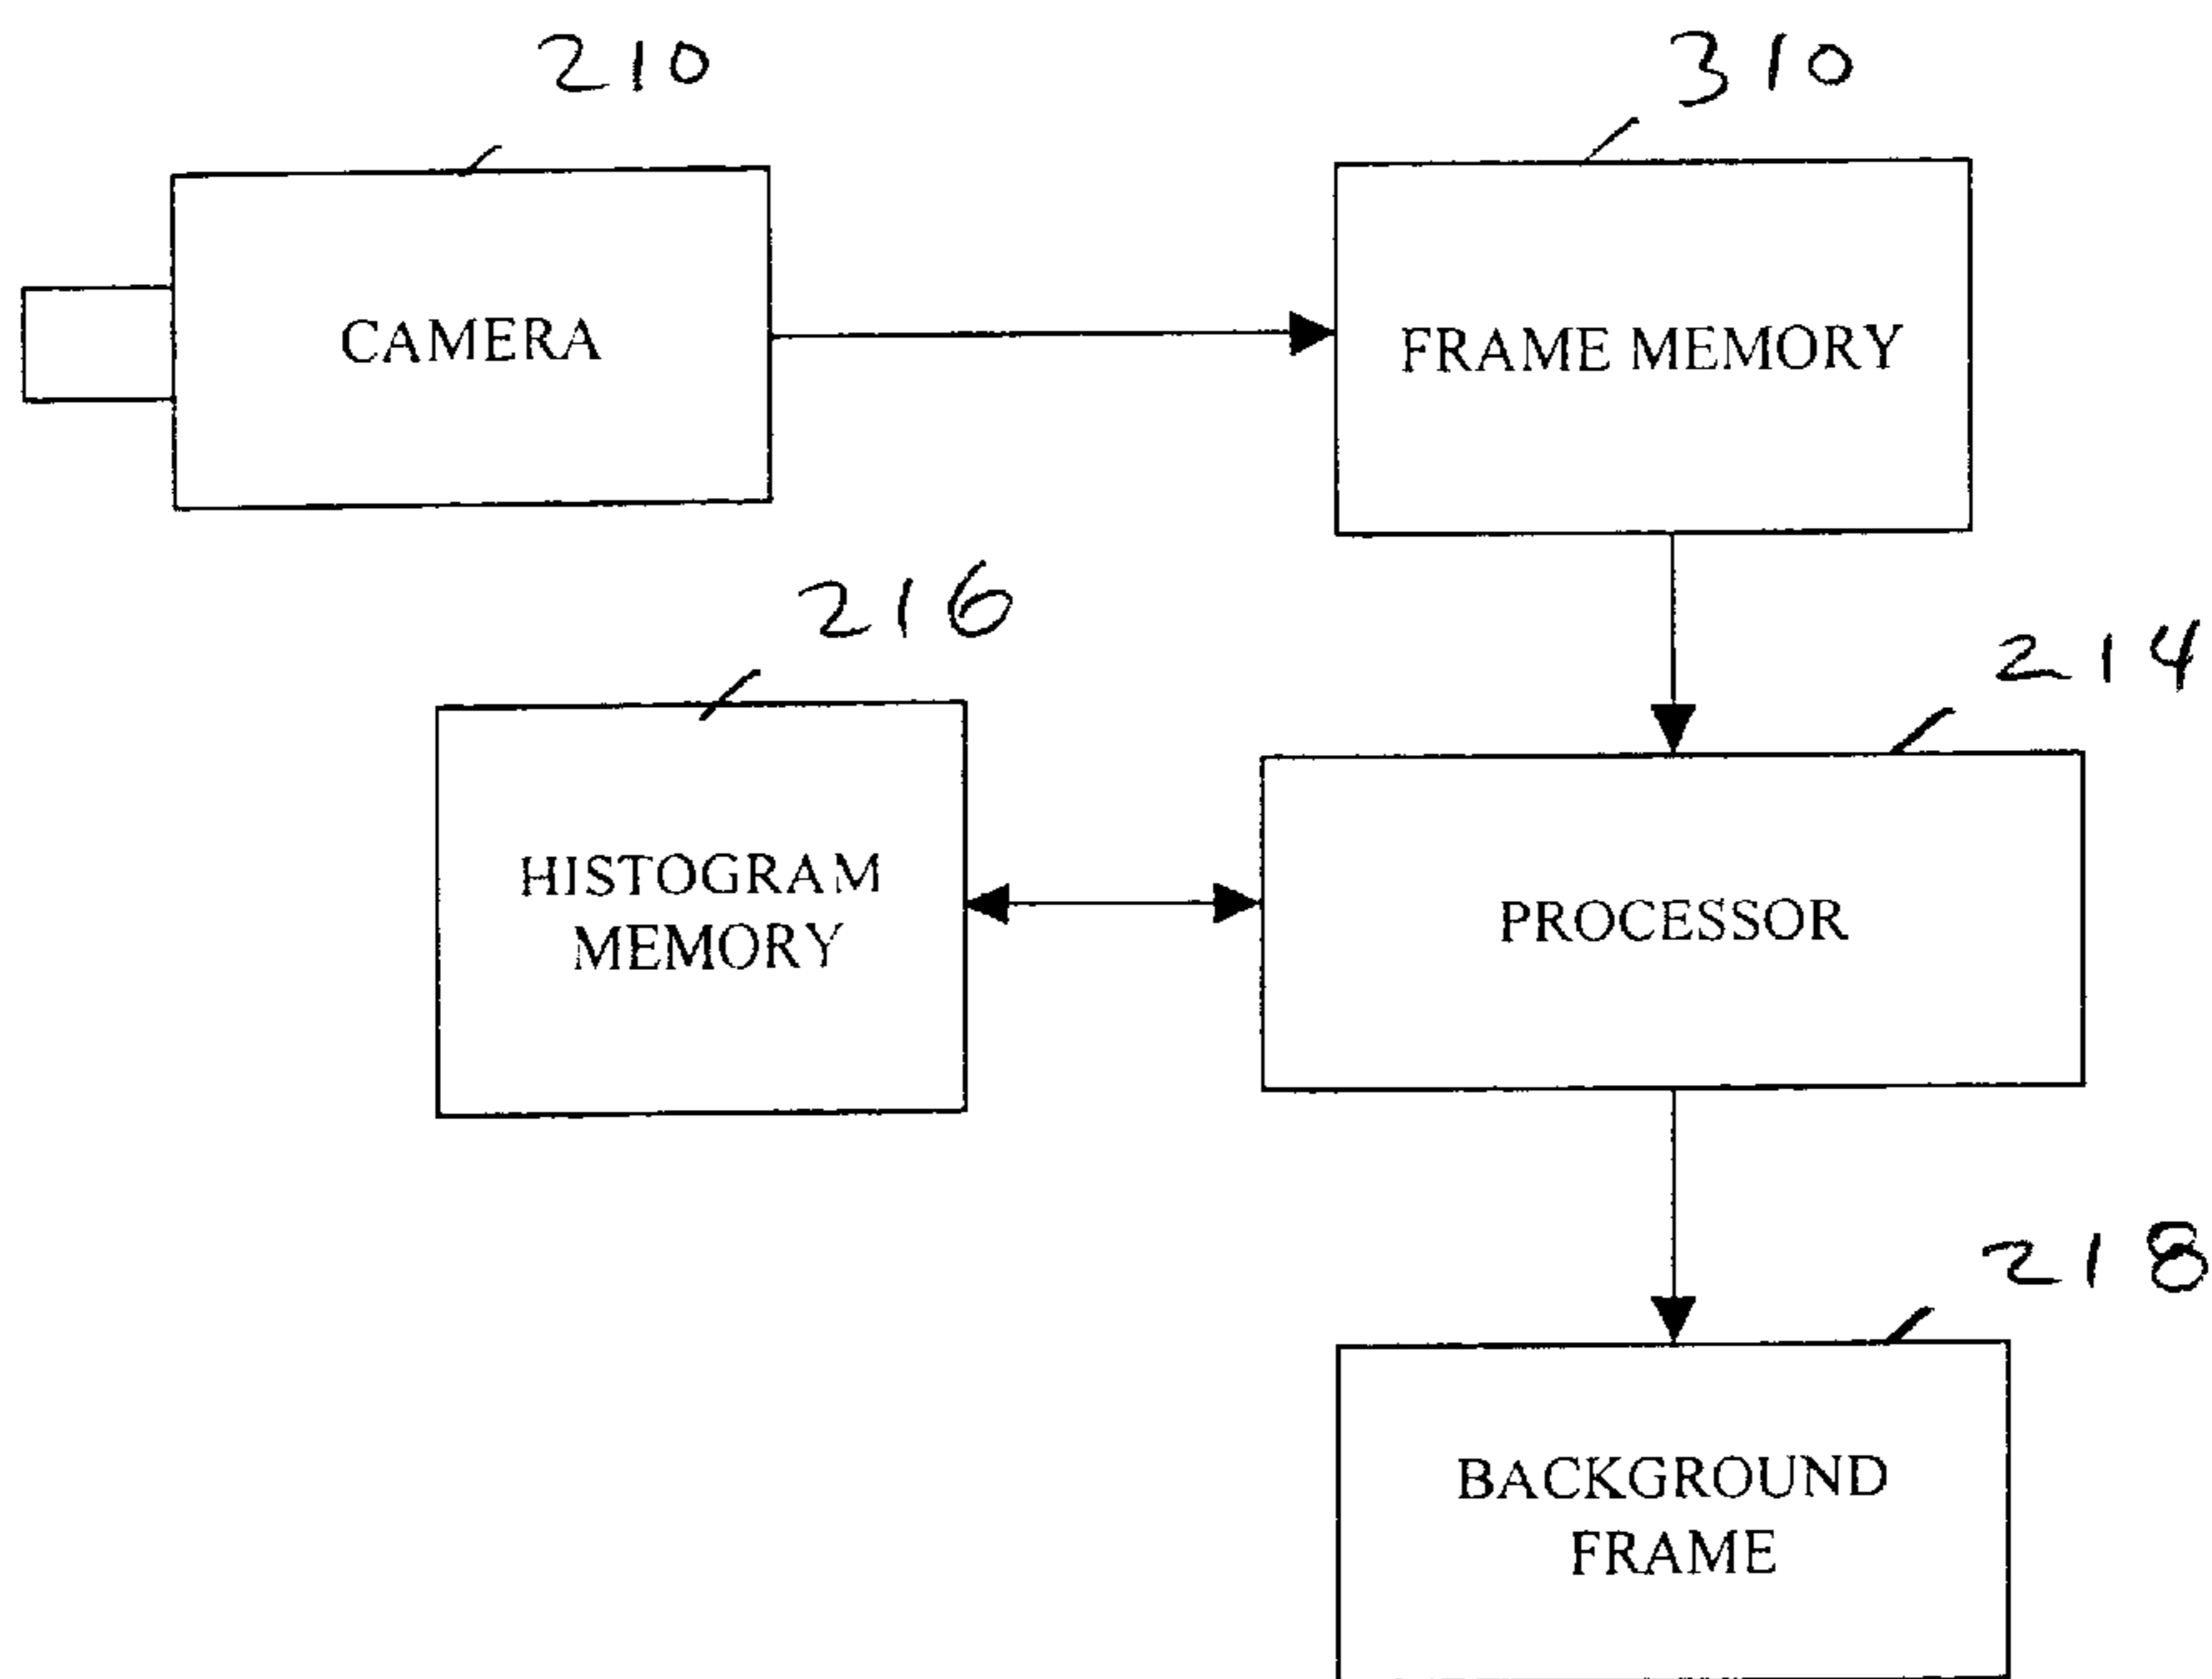 210
310
CAMERA
FRAME MEMORY
216
214
HISTOGRAM
MEMORY
PROCESSOR
218
BACKGROUND
FRAME